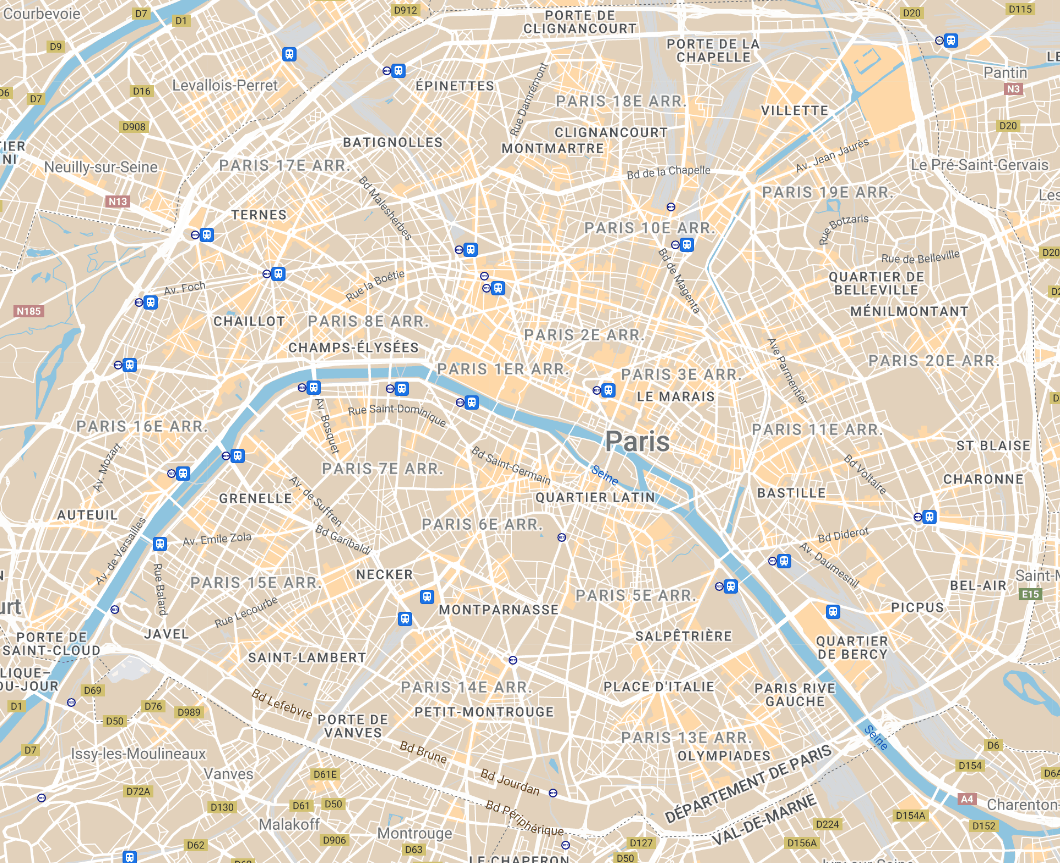 D912
D20
D115
Courbevoie
D7
D1
PORTE DE
CLIGNANCOURT
D9
PORTE DE LA
CHAPELLE
Pantin
N3
Levallois-Perret
ÉPINETTES
D16
D7
Rue Damrémont
PARIS 18E ARR.
VILLETTE
D20
D908
CLIGNANCOURT
BATIGNOLLES
MONTMARTRE
Av. Jean Jaurès
Neuilly-sur-Seine
PARIS 17E ARR.
Bd de la Chapelle
Le Pré-Saint-Gervais
PARIS 19E ARR.
N13
Bd Malesherbes
TERNES
PARIS 10E ARR.
Rue Botzaris
Rue de Belleville
D20
Bd de Magenta
QUARTIER DE
BELLEVILLE
Rue la Boétie
Av. Foch
N185
MÉNILMONTANT
CHAILLOT
PARIS 8E ARR.
PARIS 2E ARR.
CHAMPS-ÉLYSÉES
Ave Parmentier
PARIS 20E ARR.
PARIS 1ER ARR.
PARIS 3E ARR.
LE MARAIS
Rue Saint-Dominique
Av. Bosquet
PARIS 16E ARR.
PARIS 11E ARR.
Paris
ST BLAISE
Av. Mozart
Bd Saint-Germain
PARIS 7E ARR.
Seine
Bd Voltaire
CHARONNE
Av. de Suffren
GRENELLE
QUARTIER LATIN
BASTILLE
AUTEUIL
PARIS 6E ARR.
Av. de Versailles
Av. Emile Zola
Bd Garibaldi
Bd Diderot
Av. Daumesnil
NECKER
Rue Balard
PARIS 15E ARR.
PARIS 5E ARR.
BEL-AIR
E15
Rue Lecourbe
MONTPARNASSE
PICPUS
PORTE DE
SAINT-CLOUD
JAVEL
SALPÊTRIÈRE
QUARTIER
DE BERCY
SAINT-LAMBERT
PARIS 14E ARR.
PLACE D'ITALIE
PARIS RIVE
GAUCHE
D69
D1
D76
D989
D50
Bd Lefebvre
PORTE DE
VANVES
PETIT-MONTROUGE
PARIS 13E ARR.
Seine
D7
Issy-les-Moulineaux
Bd Brune
OLYMPIADES
D6
D154
Vanves
D61E
Bd Jourdan
DÉPARTEMENT DE PARIS
D72A
D130
D61
D50
A4
Charenton-
Bd Périphérique
VAL-DE-MARNE
D154A
D152
Malakoff
Montrouge
D224
D62
D906
D63
D127
D156A
D50